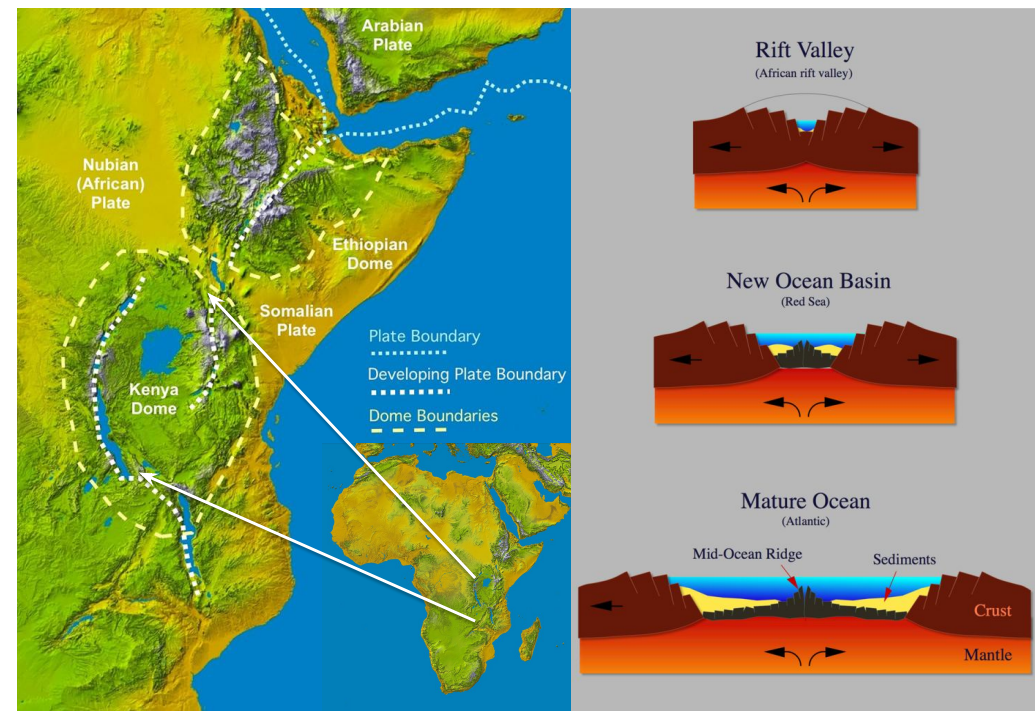 Arabian
Plate
Nubian
(African)
Plate
Ethiopian
Dome
Somalian
Plate
Kenya
Dome
Plate Boundary
Developing Plate Boundary
Dome Boundaries
Rift Valley
(African rift valley)
New Ocean Basin
(Red Sea)
Mature Ocean
(Atlantic)
Mid-Ocean Ridge
Sediments
Crust
Mantle